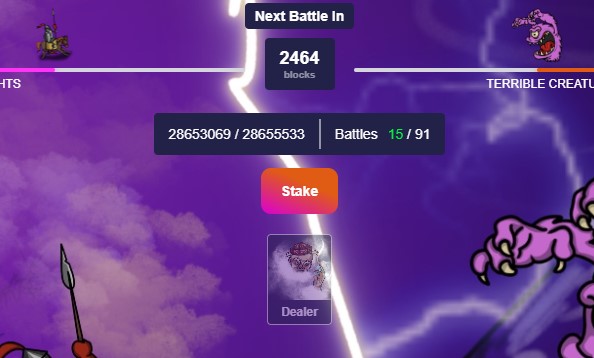 Next Battle In
2464
blocks
HTS
TERRIBLE CREATU
28653069 / 28655533
Battles 15 / 91
Stake
Dealer